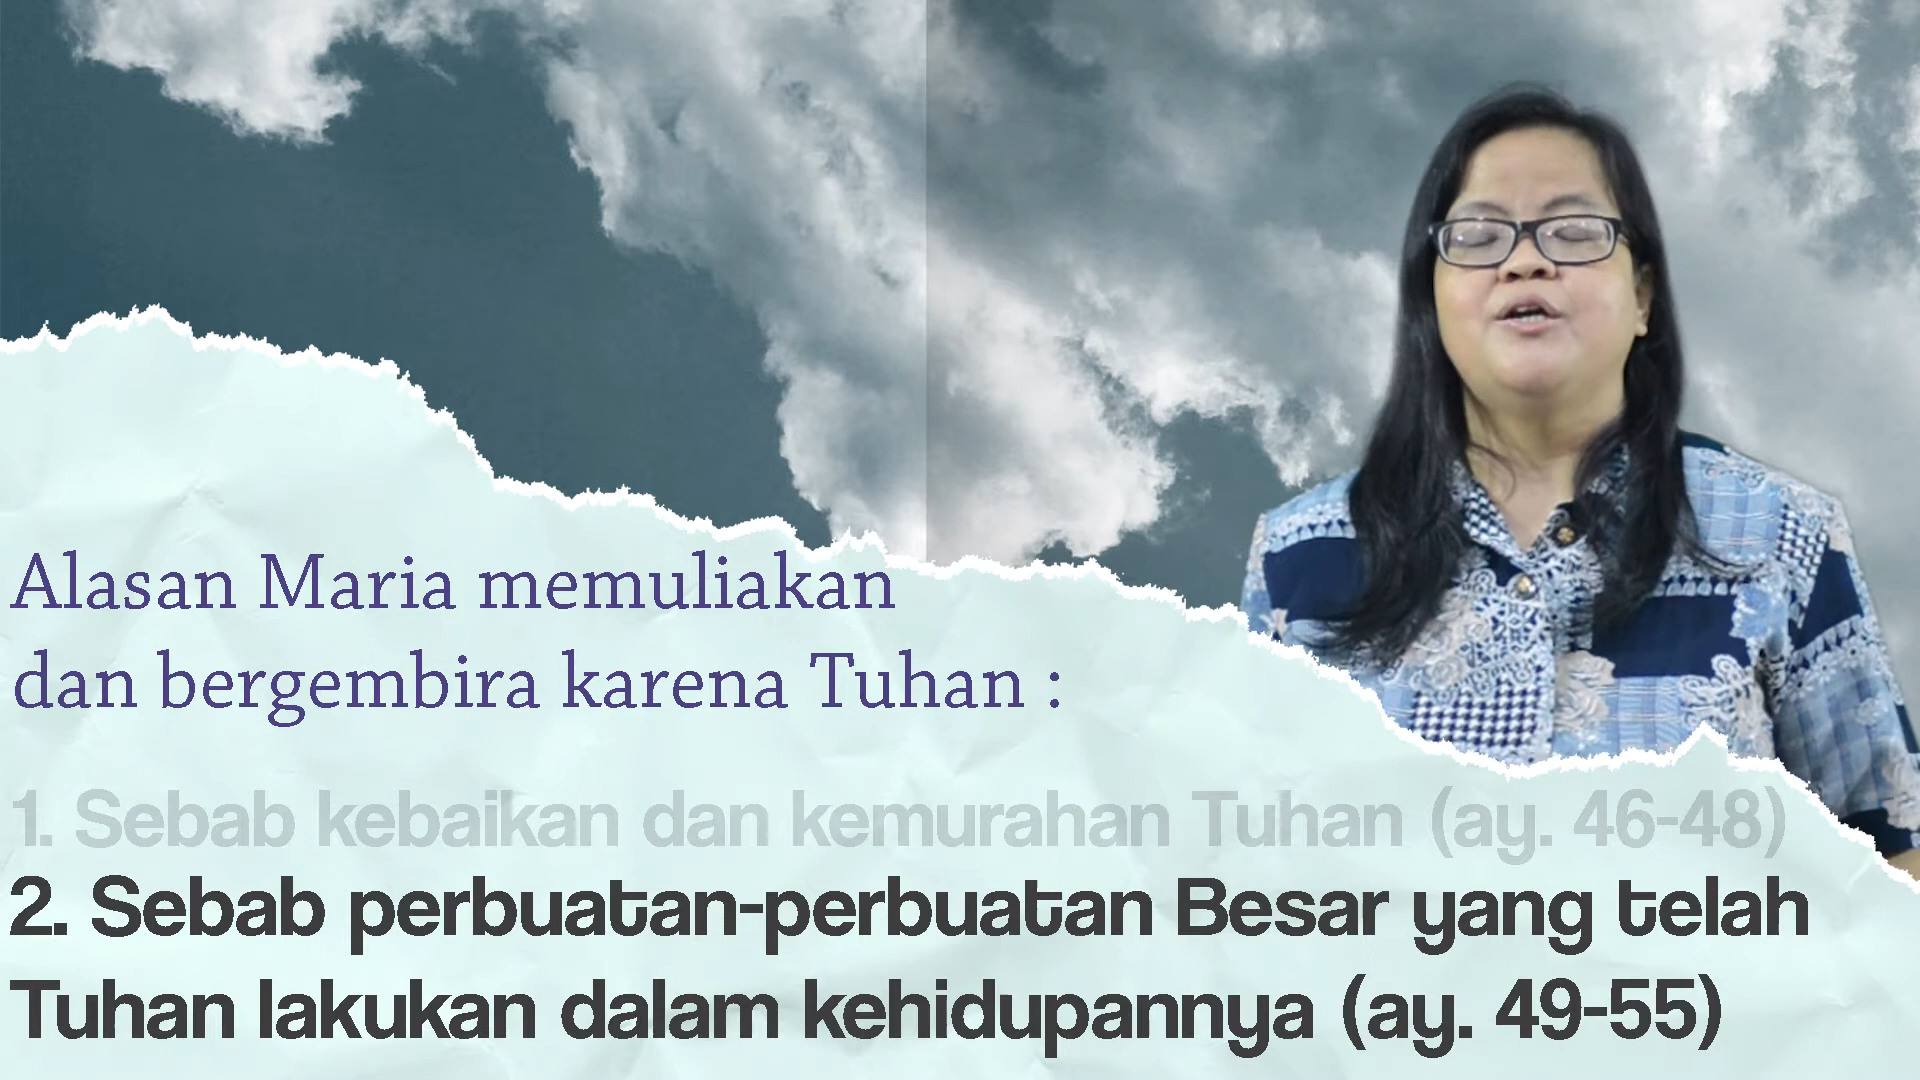 Alasan Maria memuliakan
dan bergembira karena Tuhan :
1. Sebab kebaikan dan kemurahan Tuhan (ay. 46-48)
2. Sebab perbuatan-perbuatan Besar yang telah
Tuhan lakukan dalam kehidupannya (ay. 49-55)